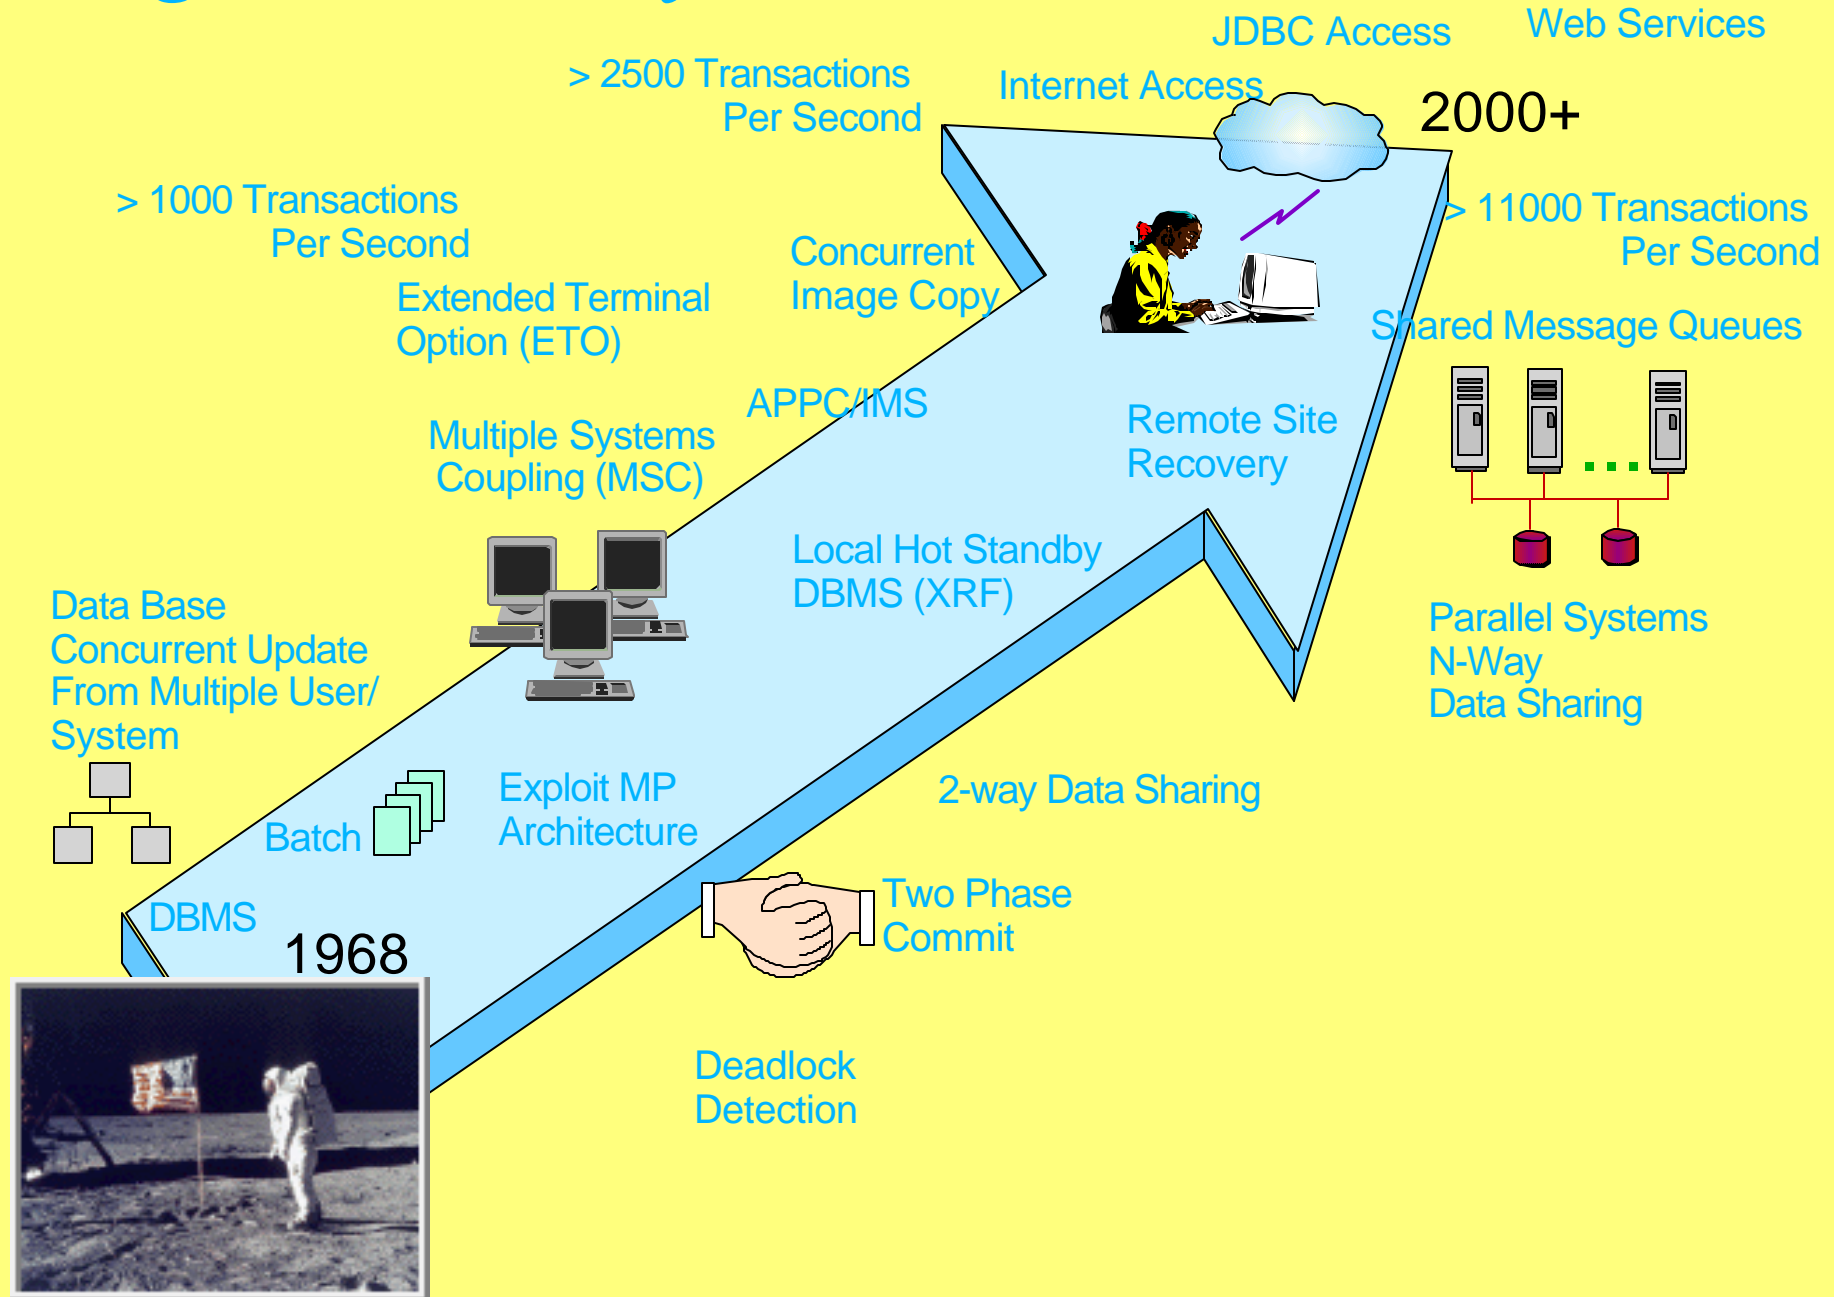 JDBC Access
Web Services
> 2500 Transactions
Per Second
Internet Access
2000+
> 1000 Transactions
Per Second
> 11000 Transactions
Per Second
Concurrent
Image Copy
Extended Terminal
Option (ETO)
Shared Message Queues
APPC/IMS
Remote Site
Recovery
Multiple Systems
Coupling (MSC)
Local Hot Standby
DBMS (XRF)
Data Base
Concurrent Update
From Multiple User/
System
Parallel Systems
N-Way
Data Sharing
Exploit MP
Architecture
2-way Data Sharing
Batch
Two Phase
Commit
DBMS
1968
Deadlock
Detection